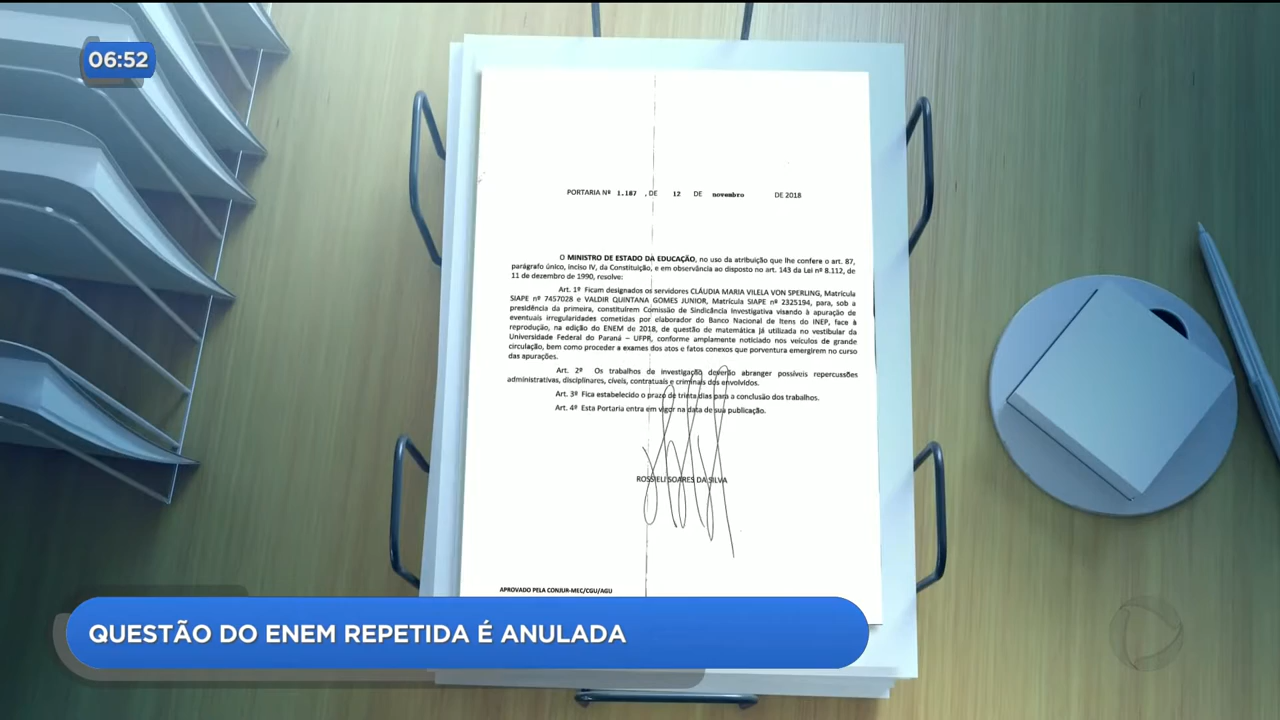 06:52
PORTARIA Nº 1.187 , DE 12 DE novembro DE 2018
O MINISTRO DE ESTADO DA EDUCAÇÃO, no uso da atribuição que lhe confere o art. 87,
parágrafo único, inciso IV, da Constituição, e em observância ao disposto no art. 143 da Lei nº 8.112, de
11 de dezembro de 1990, resolve:
Art. 1º Ficam designados os servidores CLÁUDIA MARIA VILELA VON SPERLING, Matrícula
SIAPE nº 7457028 e VALDIR QUINTANA GOMES JUNIOR, Matrícula SIAPE nº 2325194, para, sob a
presidência da primeira, constituírem Comissão de Sindicância Investigativa visando à apuração de
eventuais irregularidades cometidas por elaborador do Banco Nacional de Itens do INEP, face à
reprodução, na edição do ENEM de 2018, de questão de matemática já utilizada no vestibular da
Universidade Federal do Paraná – UFPR, conforme amplamente noticiado nos veículos de grande
circulação, bem como proceder a exames dos atos e fatos conexos que porventura emergirem no curso
das apurações.
Art. 2º Os trabalhos de investigação deverão abranger possíveis repercussões
administrativas, disciplinares, cíveis, contratuais e criminais dos envolvidos.
Art. 3º Fica estabelecido o prazo de trinta dias para a conclusão dos trabalhos.
Art. 4º Esta Portaria entra em vigor na data de sua publicação.
ROSSIELI SOARES DA SILVA
APROVADO PELA CONJUR-MEC/CGU/AGU
QUESTÃO DO ENEM REPETIDA É ANULADA